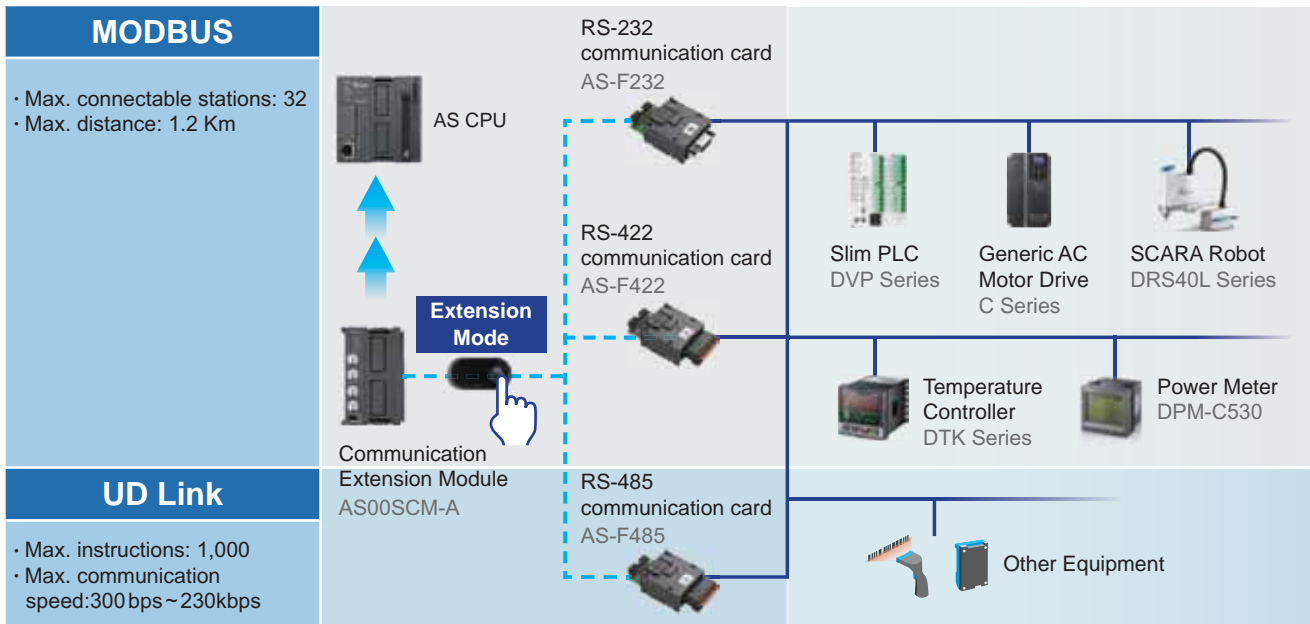 MODBUS
· Max. connectable stations: 32
· Max. distance: 1.2 Km
AS CPU
RS-232
communication card
AS-F232
Slim PLC
DVP Series
Generic AC
Motor Drive
C Series
SCARA Robot
DRS40L Series
RS-422
communication card
AS-F422
Extension
Mode
Temperature
Controller
DTK Series
Power Meter
DPM-C530
Communication
Extension Module
AS00SCM-A
UD Link
· Max. instructions: 1,000
· Max. communication
speed:300bps~230kbps
RS-485
communication card
AS-F485
Other Equipment